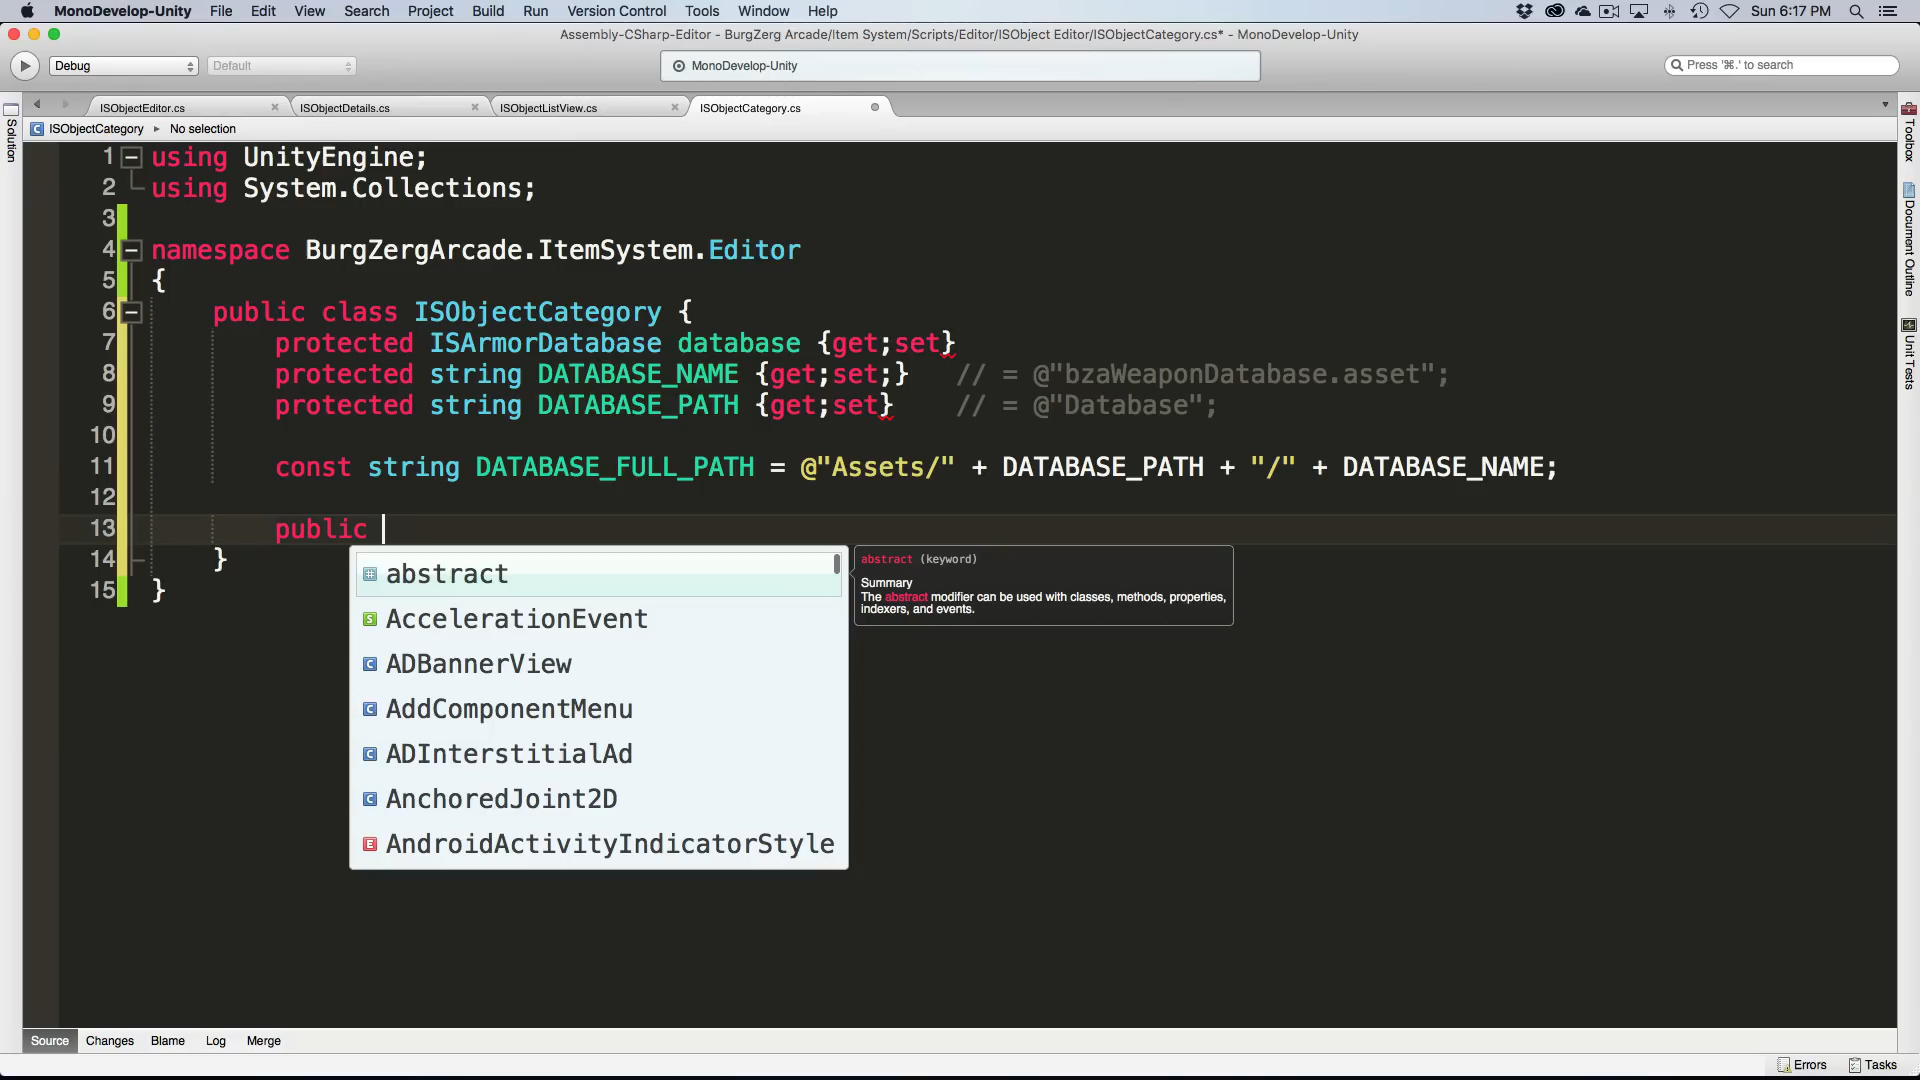 MonoDevelop-Unity File Edit View Search Project Build Run Version Control Tools Window Help Sun 6:17 PM
Assembly-CSharp-Editor - BurgZerg Arcade/Item System/Scripts/Editor/ISObject Editor/ISObjectCategory.cs* - MonoDevelop-Unity
Debug Default MonoDevelop-Unity Press '⌘.' to search
ISObjectEditor.cs ISObjectDetails.cs ISObjectListView.cs ISObjectCategory.cs
ISObjectCategory ▸ No selection
Solution
Toolbox
Document Outline
Unit Tests
1 using UnityEngine;
2 using System.Collections;
3
4 namespace BurgZergArcade.ItemSystem.Editor
5 {
6 public class ISObjectCategory {
7 protected ISArmorDatabase database {get;set}
8 protected string DATABASE_NAME {get;set;} // = @"bzaWeaponDatabase.asset";
9 protected string DATABASE_PATH {get;set} // = @"Database";
10
11 const string DATABASE_FULL_PATH = @"Assets/" + DATABASE_PATH + "/" + DATABASE_NAME;
12
13 public
14 }
15 }
abstract
AccelerationEvent
ADBannerView
AddComponentMenu
ADInterstitialAd
AnchoredJoint2D
AndroidActivityIndicatorStyle
abstract (keyword)
Summary
The abstract modifier can be used with classes, methods, properties,
indexers, and events.
Source Changes Blame Log Merge
Errors Tasks